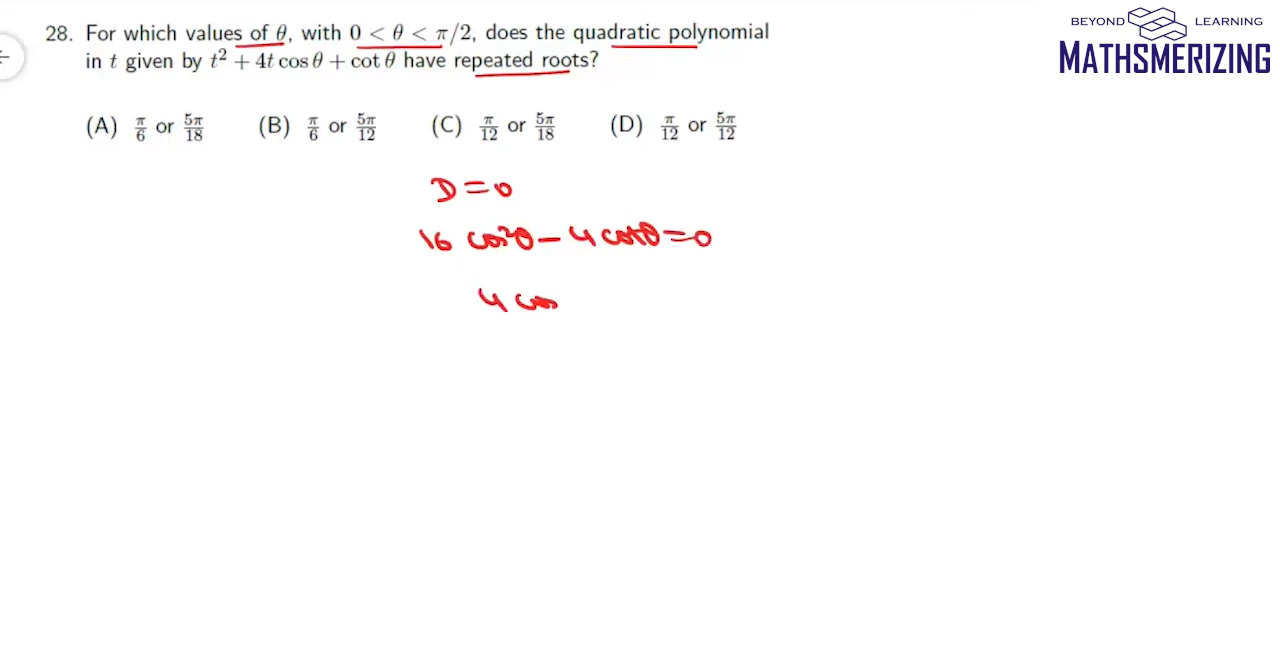 BEYOND LEARNING
MATHSMERIZING
28. For which values of θ, with 0 < θ < π/2, does the quadratic polynomial
in t given by t² + 4t cos θ + cot θ have repeated roots?
(A) π/6 or 5π/18 (B) π/6 or 5π/12 (C) π/12 or 5π/18 (D) π/12 or 5π/12
D = 0
16 cos²θ – 4 cotθ = 0
4 cos